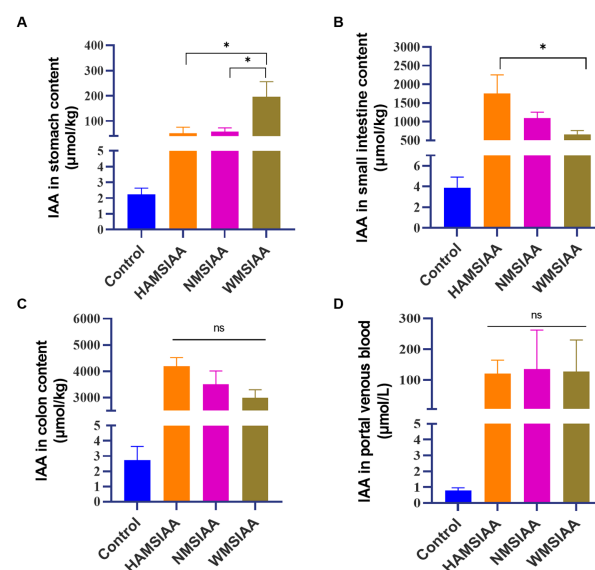 A
IAA in stomach content
(μmol/kg)
400
300
200
100
5
4
3
2
1
0
*
*
Control
HAMSIAA
NMSIAA
WMSIAA
B
IAA in small intestine content
(μmol/kg)
3000
2500
2000
1500
1000
500
6
4
2
0
*
Control
HAMSIAA
NMSIAA
WMSIAA
C
IAA in colon content
(μmol/kg)
6000
5000
4000
3000
5
4
3
2
1
0
ns
Control
HAMSIAA
NMSIAA
WMSIAA
D
IAA in portal venous blood
(μmol/L)
300
200
100
5
4
3
2
1
0
ns
Control
HAMSIAA
NMSIAA
WMSIAA